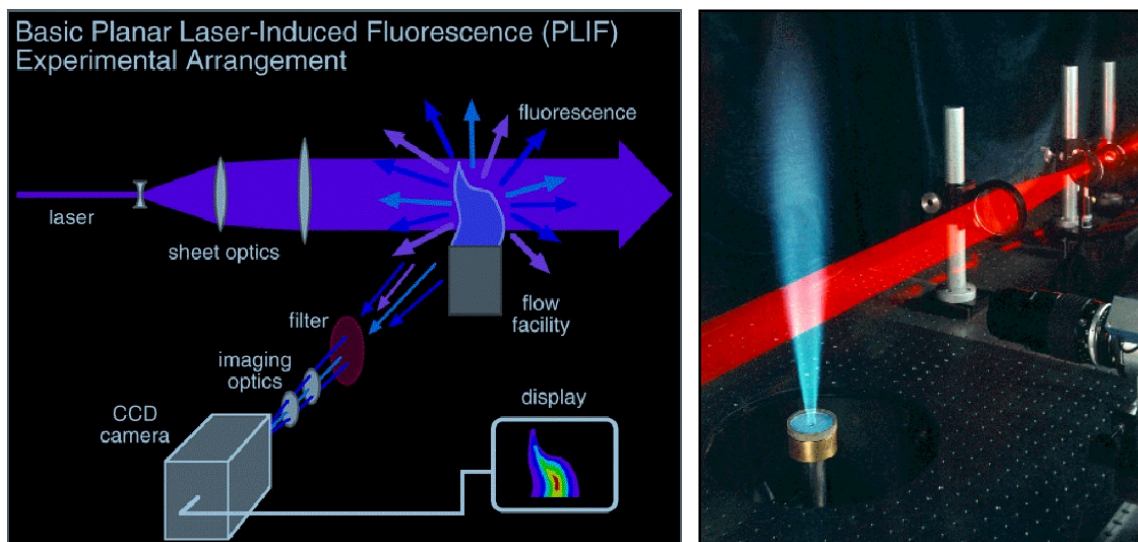 Basic Planar Laser-Induced Fluorescence (PLIF)
Experimental Arrangement
fluorescence
laser
sheet optics
flow
facility
filter
imaging
optics
CCD
camera
display